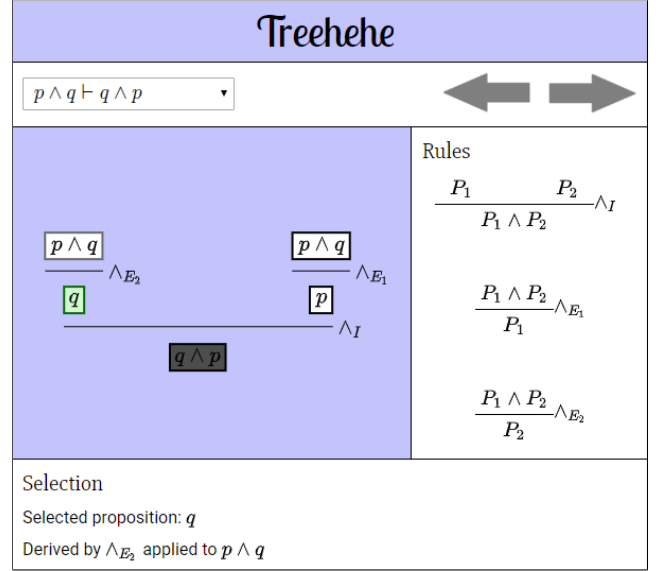 Treehehe
p ∧ q ⊢ q ∧ p
Rules
P₁ P₂
∧I
P₁ ∧ P₂
p ∧ q ∧E₂
q
p ∧ q ∧E₁
p
∧I
q ∧ p
P₁ ∧ P₂
∧E₁
P₁
P₁ ∧ P₂
∧E₂
P₂
Selection
Selected proposition: q
Derived by ∧E₂ applied to p ∧ q